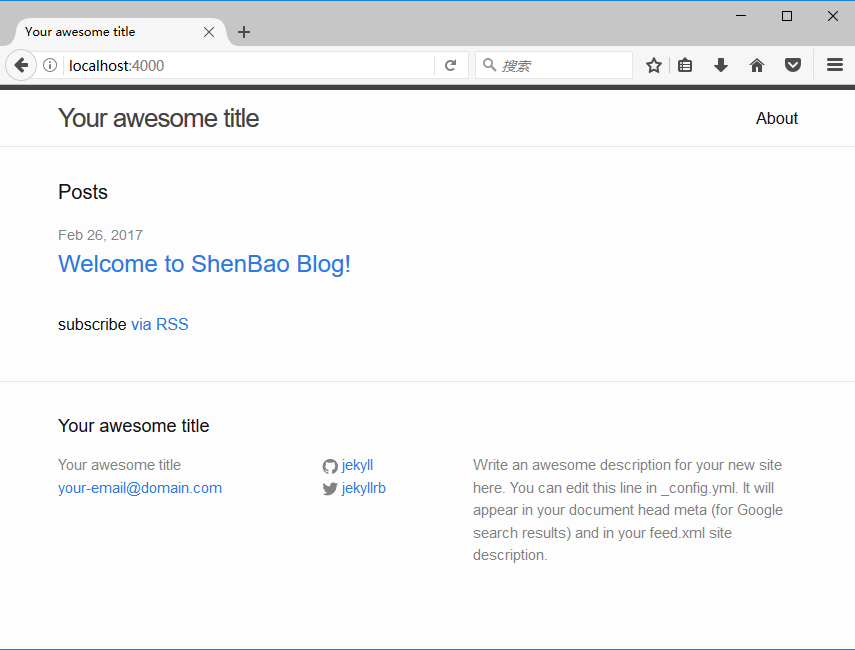 Your awesome title
localhost:4000
搜索
Your awesome title
About
Posts
Feb 26, 2017
Welcome to ShenBao Blog!
subscribe via RSS
Your awesome title
Your awesome title
your-email@domain.com
jekyll
jekyllrb
Write an awesome description for your new site
here. You can edit this line in _config.yml. It will
appear in your document head meta (for Google
search results) and in your feed.xml site
description.